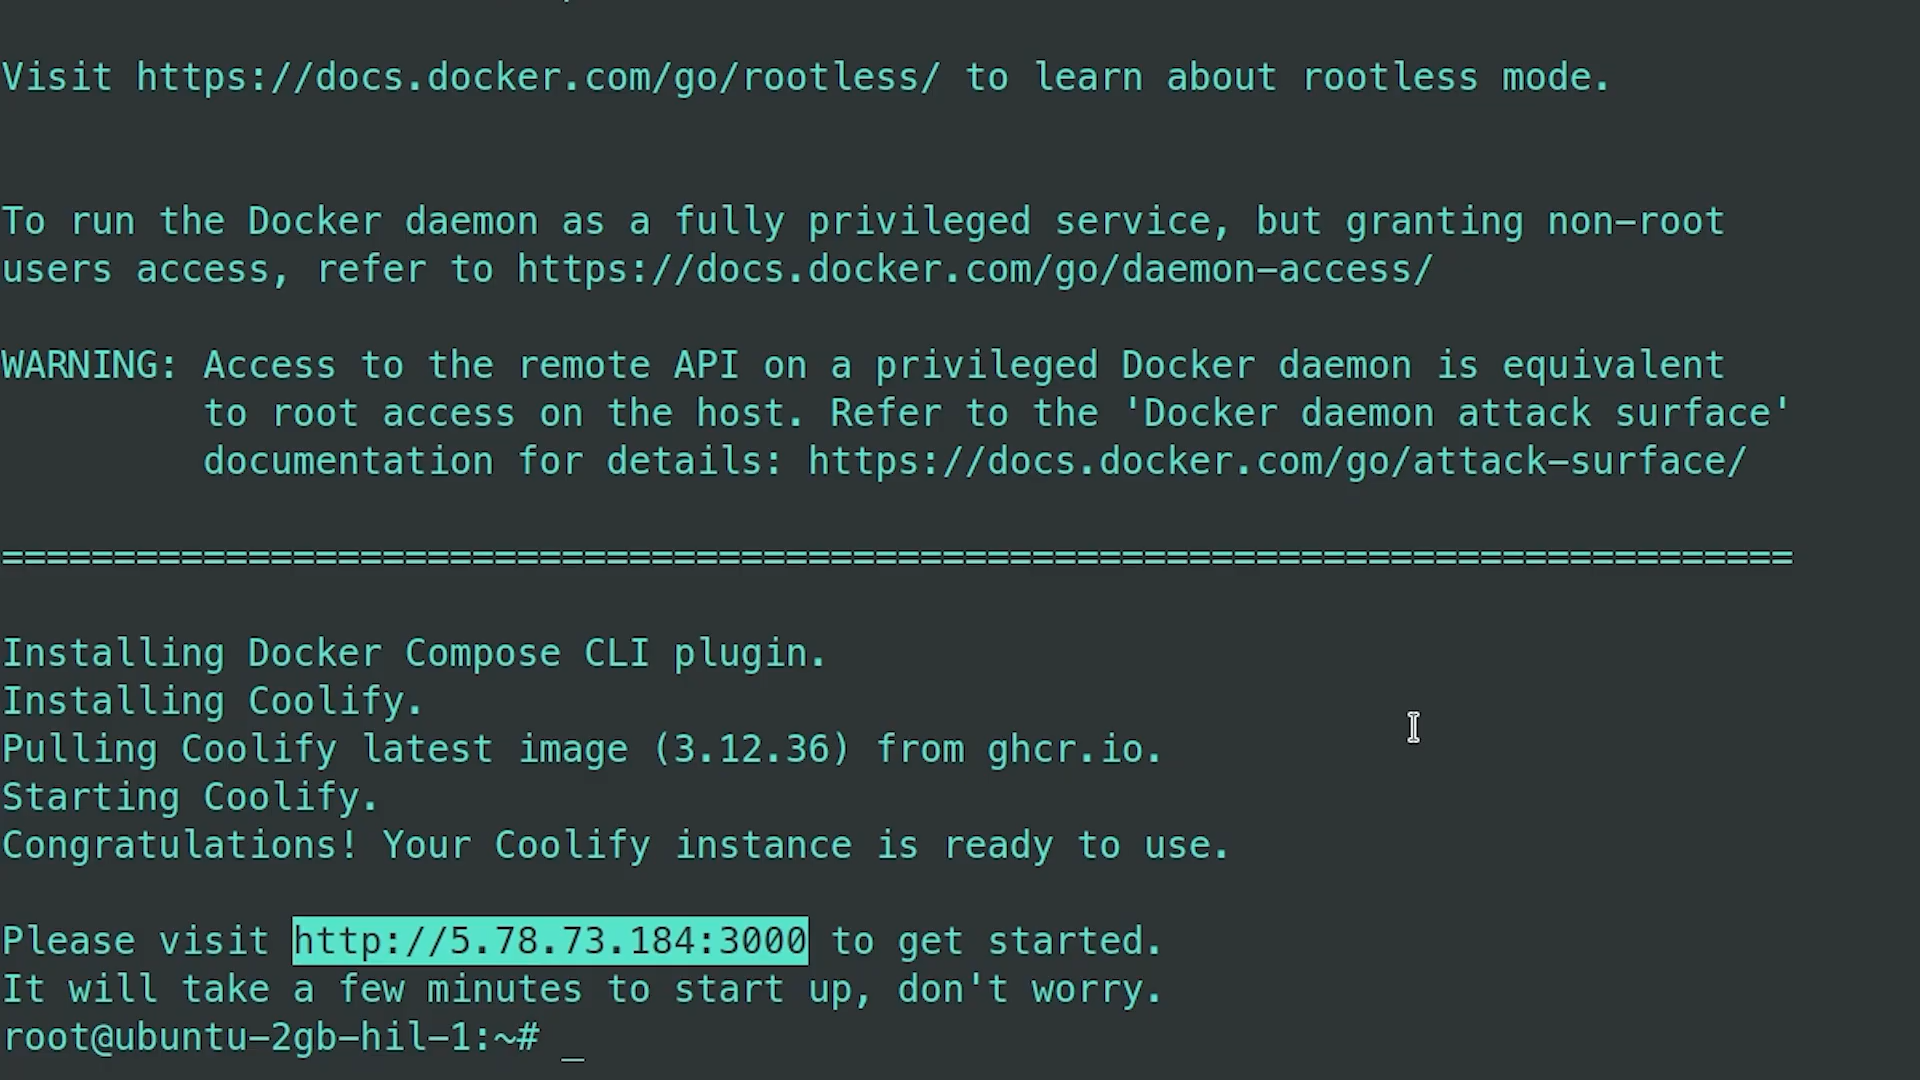 Visit https://docs.docker.com/go/rootless/ to learn about rootless mode.
To run the Docker daemon as a fully privileged service, but granting non-root
users access, refer to https://docs.docker.com/go/daemon-access/
WARNING: Access to the remote API on a privileged Docker daemon is equivalent
to root access on the host. Refer to the 'Docker daemon attack surface'
documentation for details: https://docs.docker.com/go/attack-surface/
================================================================================
Installing Docker Compose CLI plugin.
Installing Coolify.
Pulling Coolify latest image (3.12.36) from ghcr.io.
Starting Coolify.
Congratulations! Your Coolify instance is ready to use.
Please visit http://5.78.73.184:3000 to get started.
It will take a few minutes to start up, don't worry.
root@ubuntu-2gb-hil-1:~# _